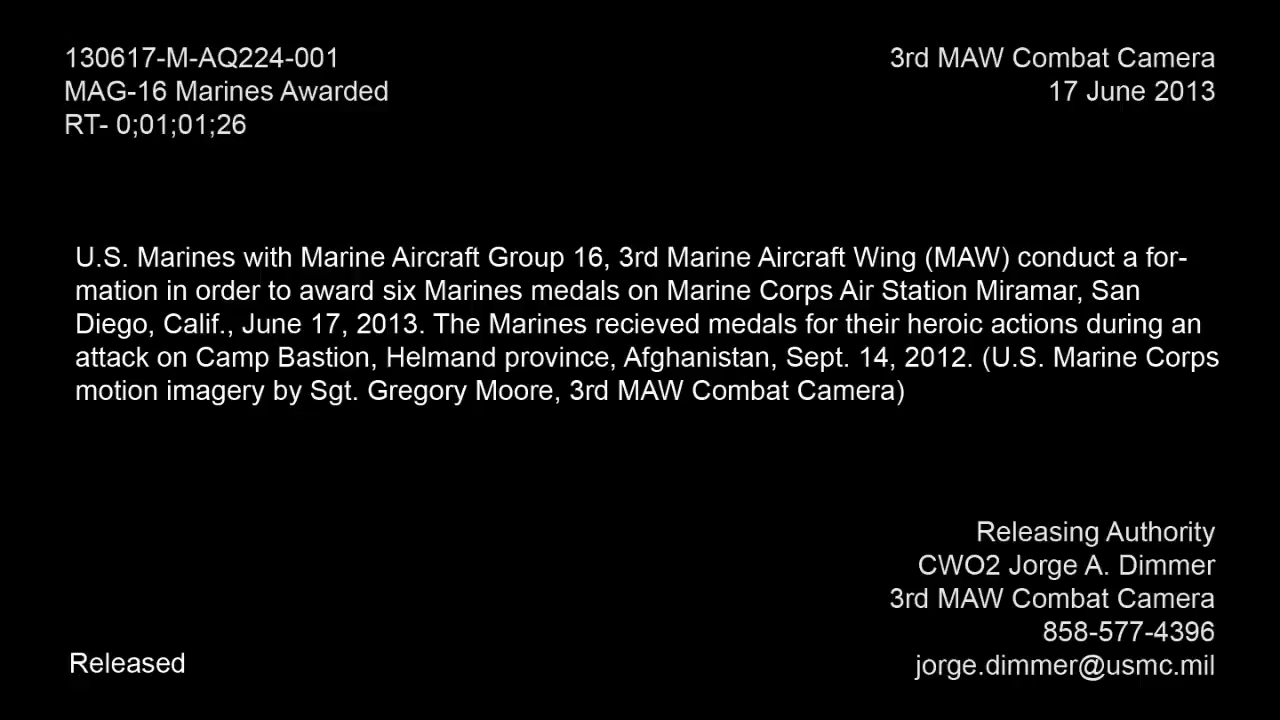 130617-M-AQ224-001
MAG-16 Marines Awarded
RT- 0;01;01;26
3rd MAW Combat Camera
17 June 2013
U.S. Marines with Marine Aircraft Group 16, 3rd Marine Aircraft Wing (MAW) conduct a for-
mation in order to award six Marines medals on Marine Corps Air Station Miramar, San
Diego, Calif., June 17, 2013. The Marines recieved medals for their heroic actions during an
attack on Camp Bastion, Helmand province, Afghanistan, Sept. 14, 2012. (U.S. Marine Corps
motion imagery by Sgt. Gregory Moore, 3rd MAW Combat Camera)
Releasing Authority
CWO2 Jorge A. Dimmer
3rd MAW Combat Camera
858-577-4396
jorge.dimmer@usmc.mil
Released